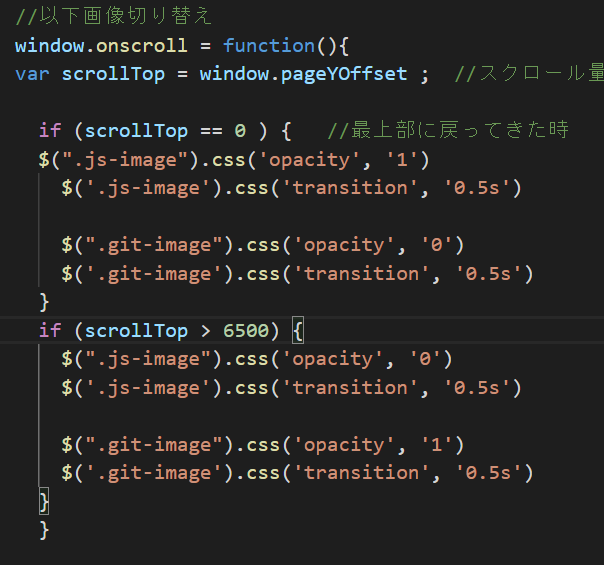 //以下画像切り替え
window.onscroll = function(){
var scrollTop = window.pageYOffset ;  //スクロール量
if (scrollTop == 0 ) {   //最上部に戻ってきた時
$(".js-image").css('opacity', '1')
$('.js-image').css('transition', '0.5s')
$(".git-image").css('opacity', '0')
$('.git-image').css('transition', '0.5s')
}
if (scrollTop > 6500) {
$(".js-image").css('opacity', '0')
$('.js-image').css('transition', '0.5s')
$(".git-image").css('opacity', '1')
$('.git-image').css('transition', '0.5s')
}
}